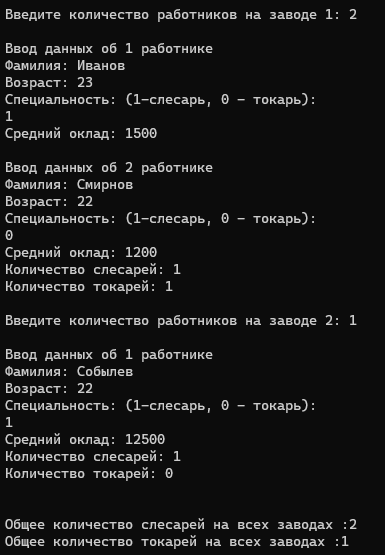 Введите количество работников на заводе 1: 2
Ввод данных об 1 работнике
Фамилия: Иванов
Возраст: 23
Специальность: (1-слесарь, 0 - токарь):
1
Средний оклад: 1500
Ввод данных об 2 работнике
Фамилия: Смирнов
Возраст: 22
Специальность: (1-слесарь, 0 - токарь):
0
Средний оклад: 1200
Количество слесарей: 1
Количество токарей: 1
Введите количество работников на заводе 2: 1
Ввод данных об 1 работнике
Фамилия: Собылев
Возраст: 22
Специальность: (1-слесарь, 0 - токарь):
1
Средний оклад: 12500
Количество слесарей: 1
Количество токарей: 0
Общее количество слесарей на всех заводах :2
Общее количество токарей на всех заводах :1